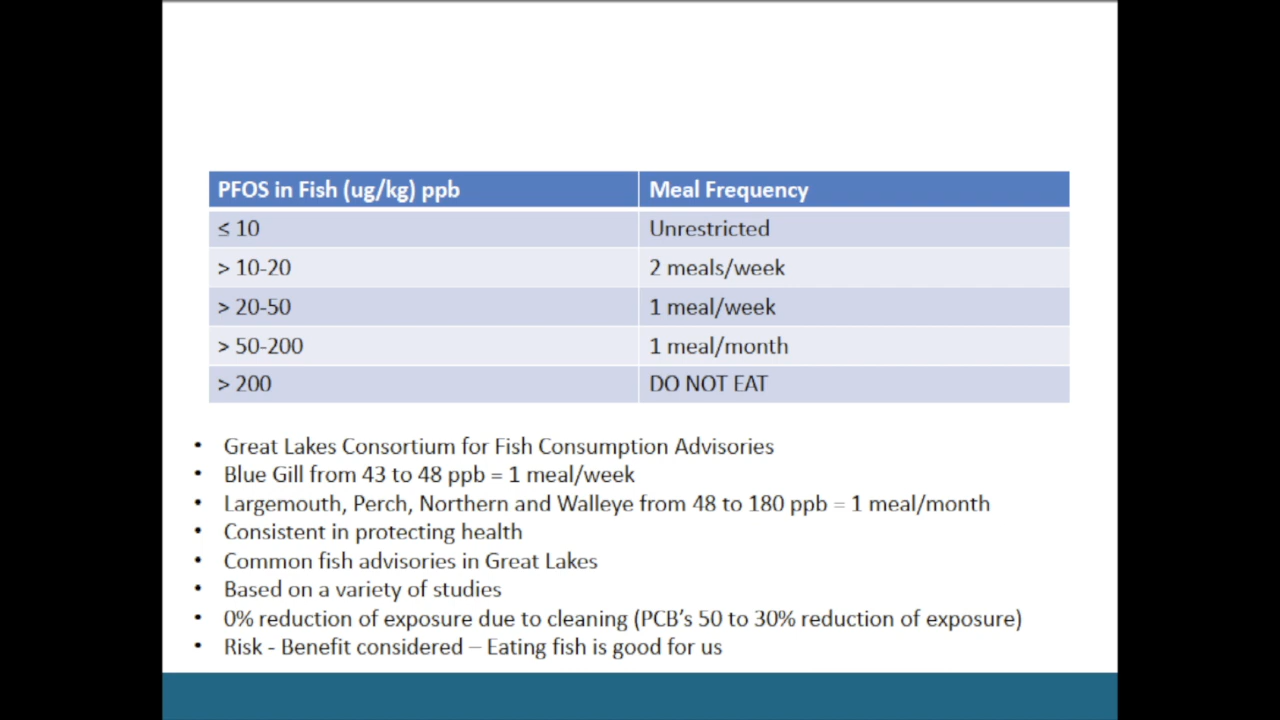 PFOS in Fish (ug/kg) ppb Meal Frequency
≤ 10 Unrestricted
> 10-20 2 meals/week
> 20-50 1 meal/week
> 50-200 1 meal/month
> 200 DO NOT EAT
• Great Lakes Consortium for Fish Consumption Advisories
• Blue Gill from 43 to 48 ppb = 1 meal/week
• Largemouth, Perch, Northern and Walleye from 48 to 180 ppb = 1 meal/month
• Consistent in protecting health
• Common fish advisories in Great Lakes
• Based on a variety of studies
• 0% reduction of exposure due to cleaning (PCB’s 50 to 30% reduction of exposure)
• Risk - Benefit considered – Eating fish is good for us